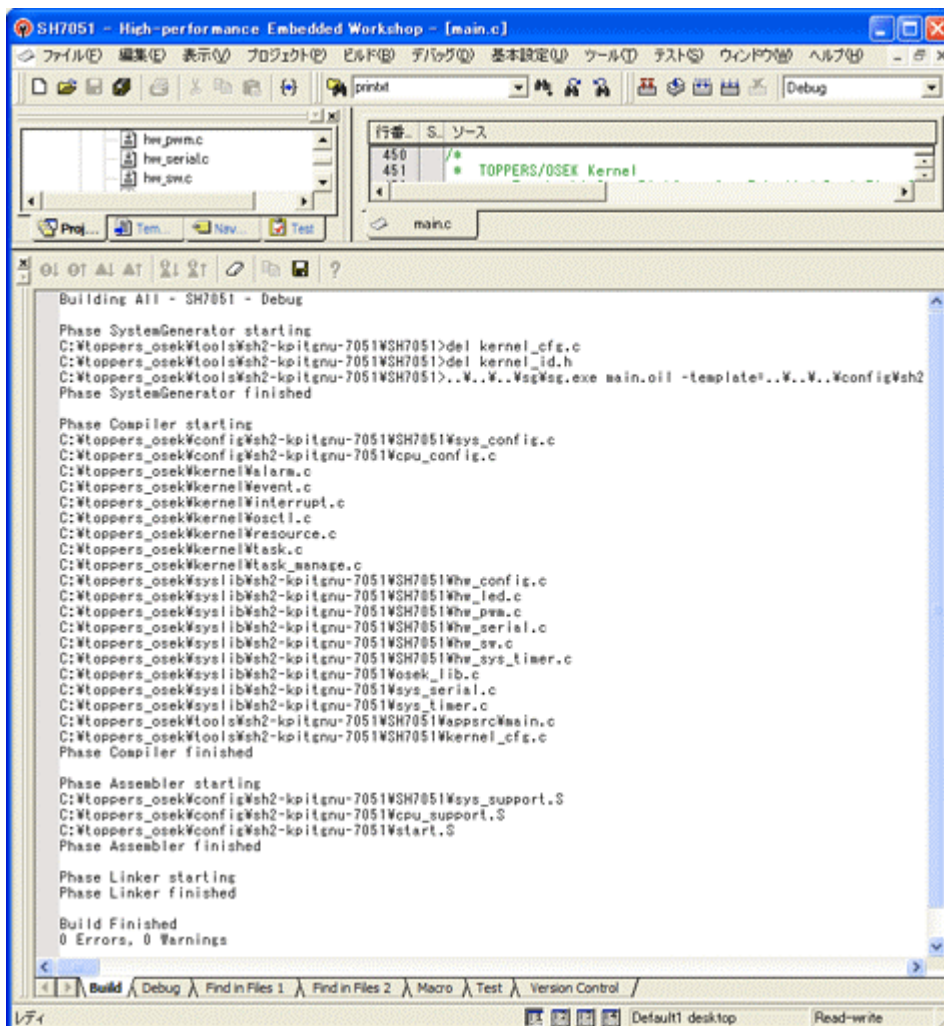 SH7051 - High-performance Embedded Workshop - [main.c]
ファイル(F) 編集(E) 表示(V) プロジェクト(P) ビルド(B) デバッグ(D) 基本設定(U) ツール(T) テスト(S) ウィンドウ(W) ヘルプ(H)
printxt
Debug
hw_pwm.c
hw_serial.c
hw_sw.c
行番.. S.. ソース
450 /*
451 * TOPPERS/OSEK Kernel
Proj... Tem... Nav... Test
main.c
Building All - SH7051 - Debug
Phase SystemGenerator starting
C:¥toppers_osek¥tools¥sh2-kpitgnu-7051¥SH7051>del kernel_cfg.c
C:¥toppers_osek¥tools¥sh2-kpitgnu-7051¥SH7051>del kernel_id.h
C:¥toppers_osek¥tools¥sh2-kpitgnu-7051¥SH7051>..¥..¥..¥sg¥sg.exe main.oil -template=..¥..¥..¥config¥sh2
Phase SystemGenerator finished
Phase Compiler starting
C:¥toppers_osek¥config¥sh2-kpitgnu-7051¥SH7051¥sys_config.c
C:¥toppers_osek¥config¥sh2-kpitgnu-7051¥cpu_config.c
C:¥toppers_osek¥kernel¥alarm.c
C:¥toppers_osek¥kernel¥event.c
C:¥toppers_osek¥kernel¥interrupt.c
C:¥toppers_osek¥kernel¥osctl.c
C:¥toppers_osek¥kernel¥resource.c
C:¥toppers_osek¥kernel¥task.c
C:¥toppers_osek¥kernel¥task_manage.c
C:¥toppers_osek¥syslib¥sh2-kpitgnu-7051¥SH7051¥hw_config.c
C:¥toppers_osek¥syslib¥sh2-kpitgnu-7051¥SH7051¥hw_led.c
C:¥toppers_osek¥syslib¥sh2-kpitgnu-7051¥SH7051¥hw_pwm.c
C:¥toppers_osek¥syslib¥sh2-kpitgnu-7051¥SH7051¥hw_serial.c
C:¥toppers_osek¥syslib¥sh2-kpitgnu-7051¥SH7051¥hw_sw.c
C:¥toppers_osek¥syslib¥sh2-kpitgnu-7051¥SH7051¥hw_sys_timer.c
C:¥toppers_osek¥syslib¥sh2-kpitgnu-7051¥osek_lib.c
C:¥toppers_osek¥syslib¥sh2-kpitgnu-7051¥sys_serial.c
C:¥toppers_osek¥syslib¥sh2-kpitgnu-7051¥sys_timer.c
C:¥toppers_osek¥tools¥sh2-kpitgnu-7051¥SH7051¥appsrc¥main.c
C:¥toppers_osek¥tools¥sh2-kpitgnu-7051¥SH7051¥kernel_cfg.c
Phase Compiler finished
Phase Assembler starting
C:¥toppers_osek¥config¥sh2-kpitgnu-7051¥SH7051¥sys_support.S
C:¥toppers_osek¥config¥sh2-kpitgnu-7051¥cpu_support.S
C:¥toppers_osek¥config¥sh2-kpitgnu-7051¥start.S
Phase Assembler finished
Phase Linker starting
Phase Linker finished
Build Finished
0 Errors, 0 Warnings
Build Debug Find in Files 1 Find in Files 2 Macro Test Version Control
レディ Default1 desktop Read-write